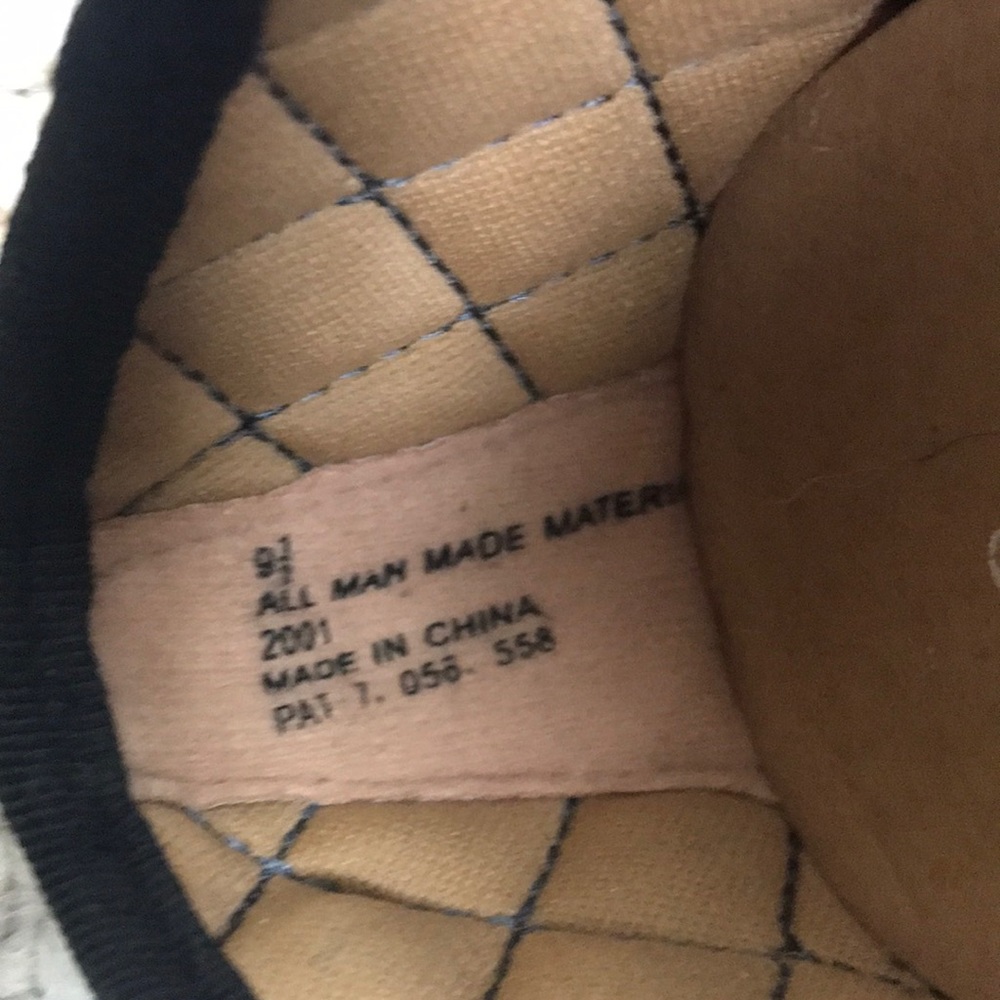 9½
ALL MAN MADE MATERI
2001
MADE IN CHINA
PAT 7. 056. 558